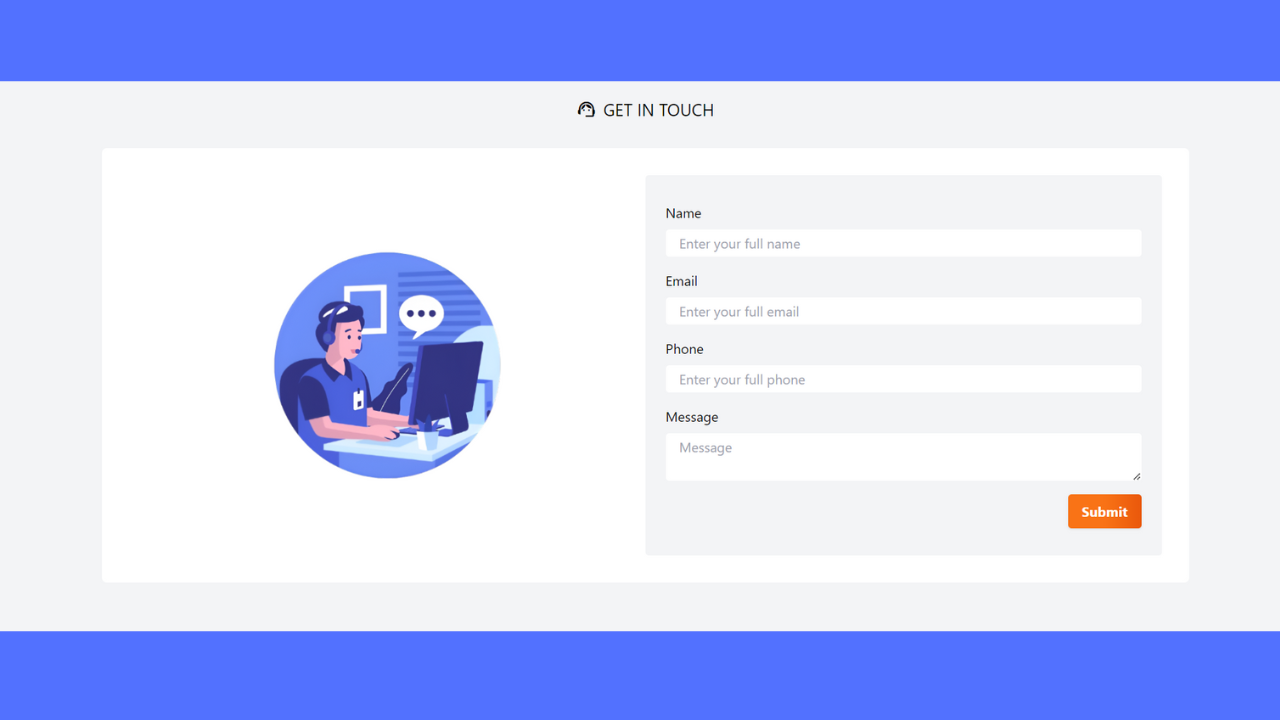 GET IN TOUCH
Name
Enter your full name
Email
Enter your full email
Phone
Enter your full phone
Message
Message
Submit